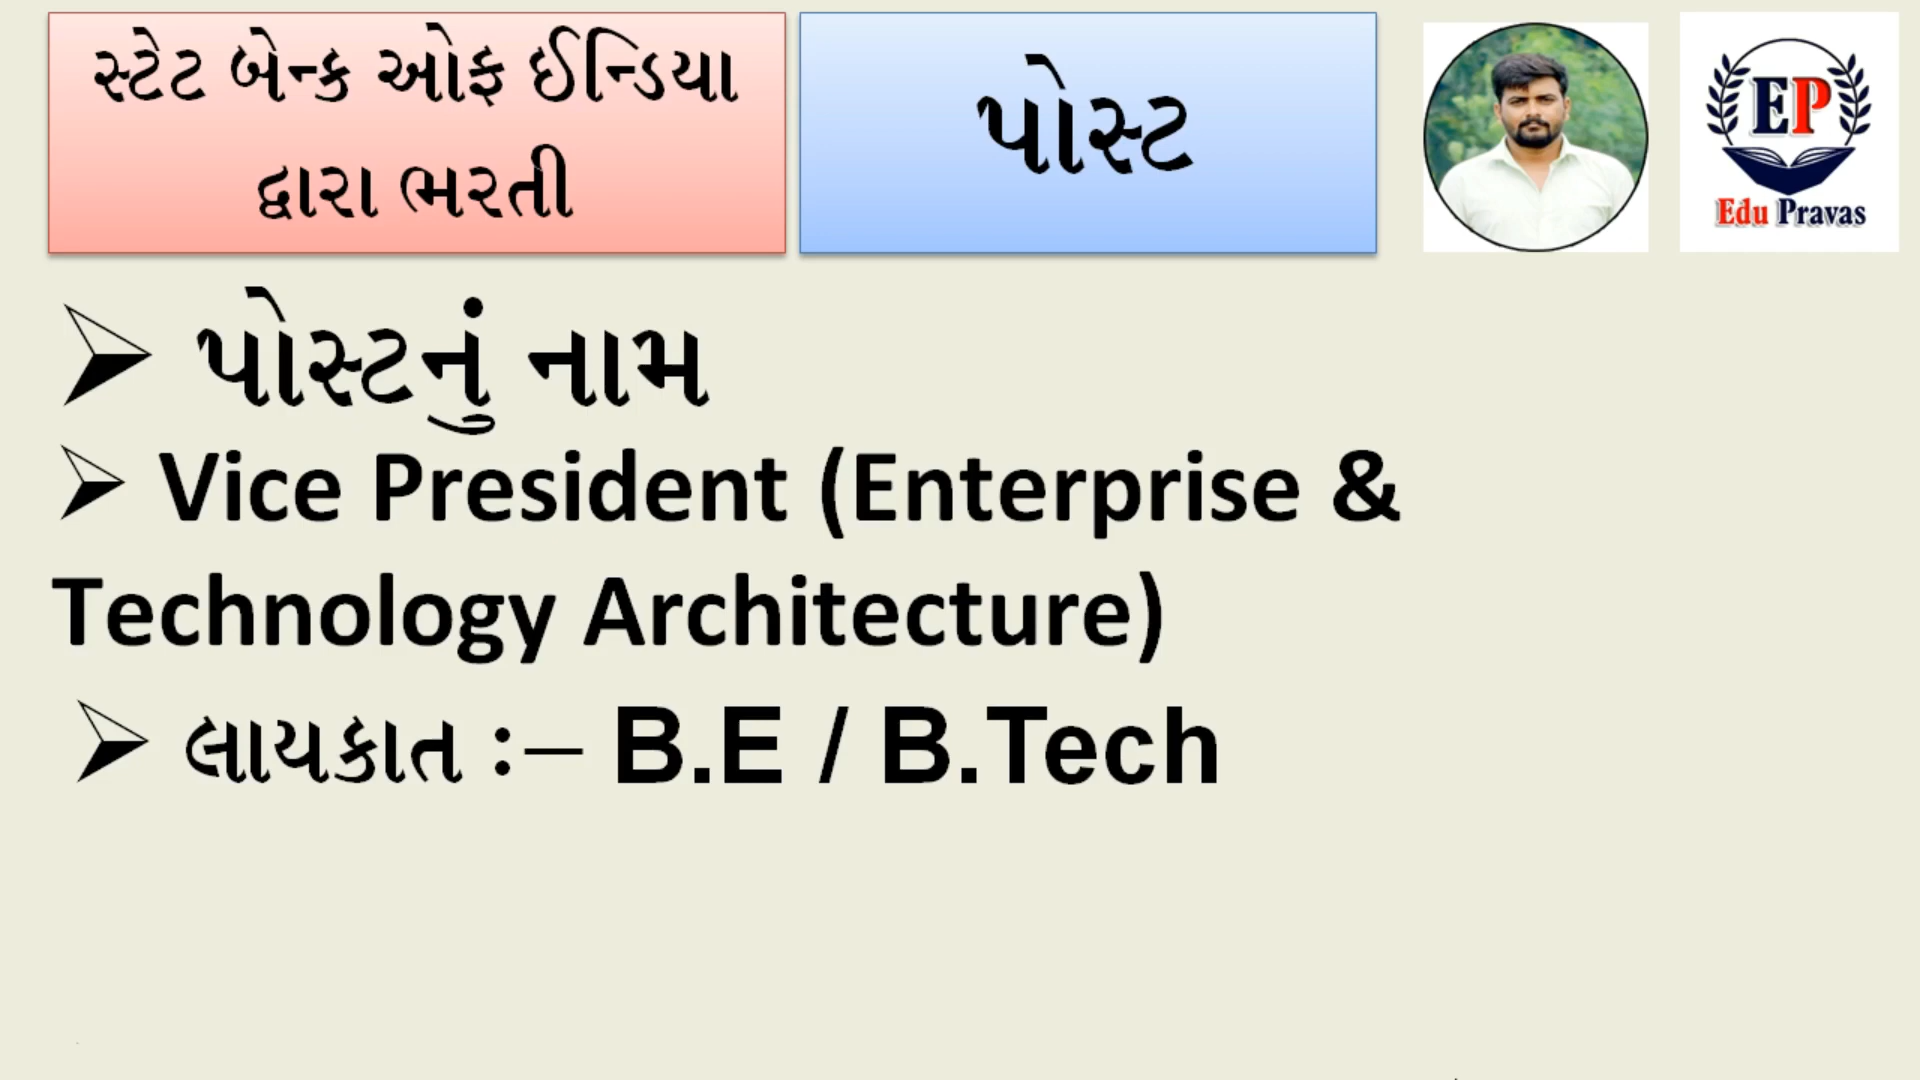 સ્ટેટ બેન્ક ઓફ ઈન્ડિયા
દ્વારા ભરતી
પોસ્ટ
EP
Edu Pravas
➢ પોસ્ટનું નામ
➢ Vice President (Enterprise &
Technology Architecture)
➢ લાયકાત :– B.E / B.Tech